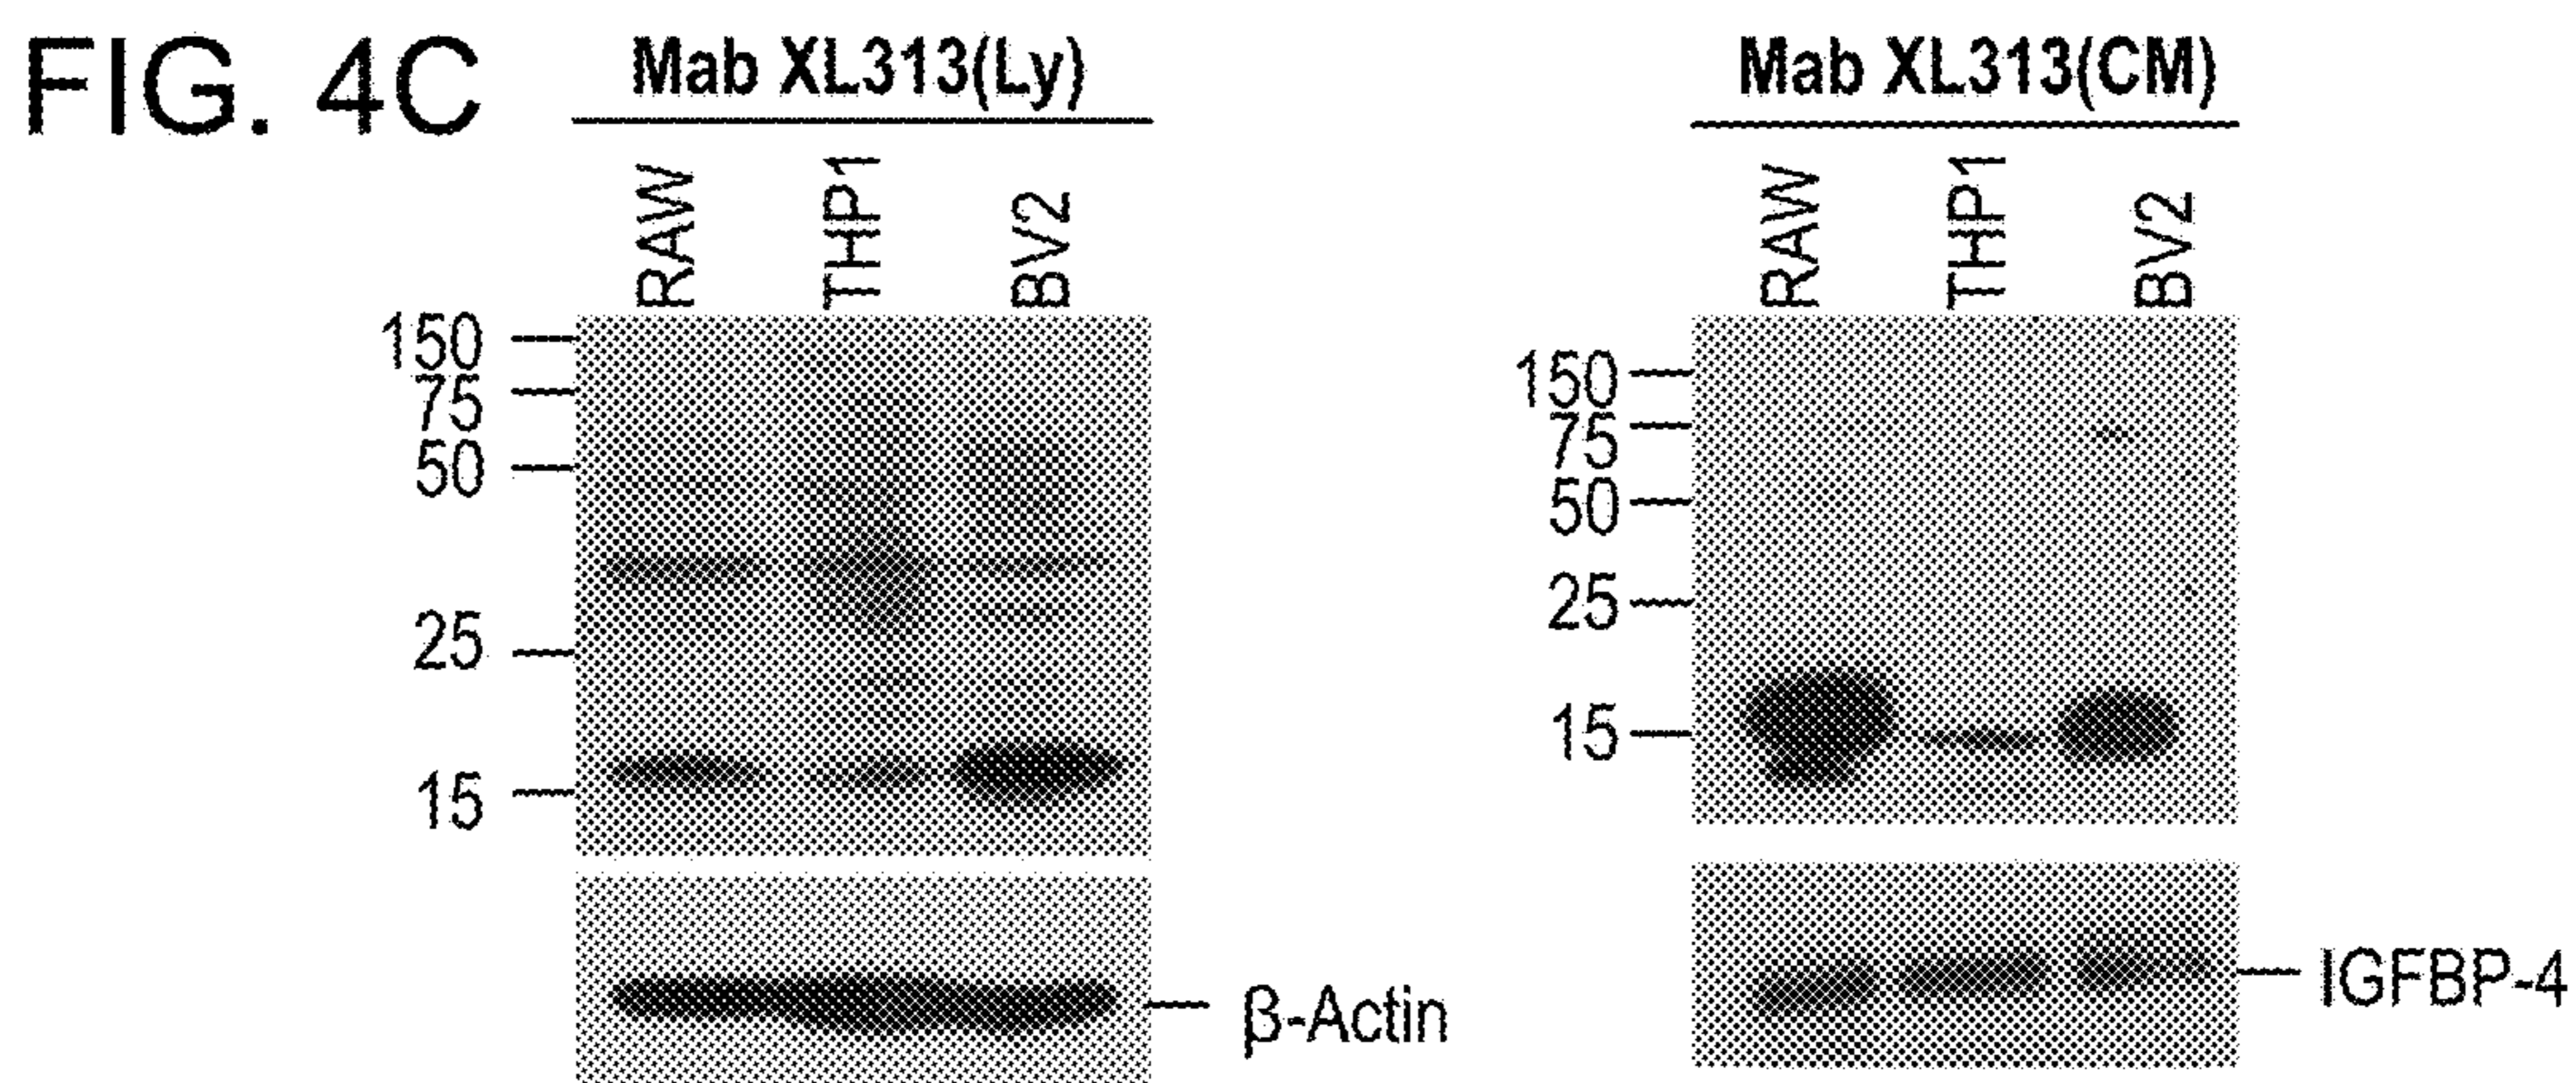 FIG. 4C
Mab XL313(Ly)
RAW
THP1
BV2
150
75
50
25
15
β-Actin
Mab XL313(CM)
RAW
THP1
BV2
150
75
50
25
15
IGFBP-4